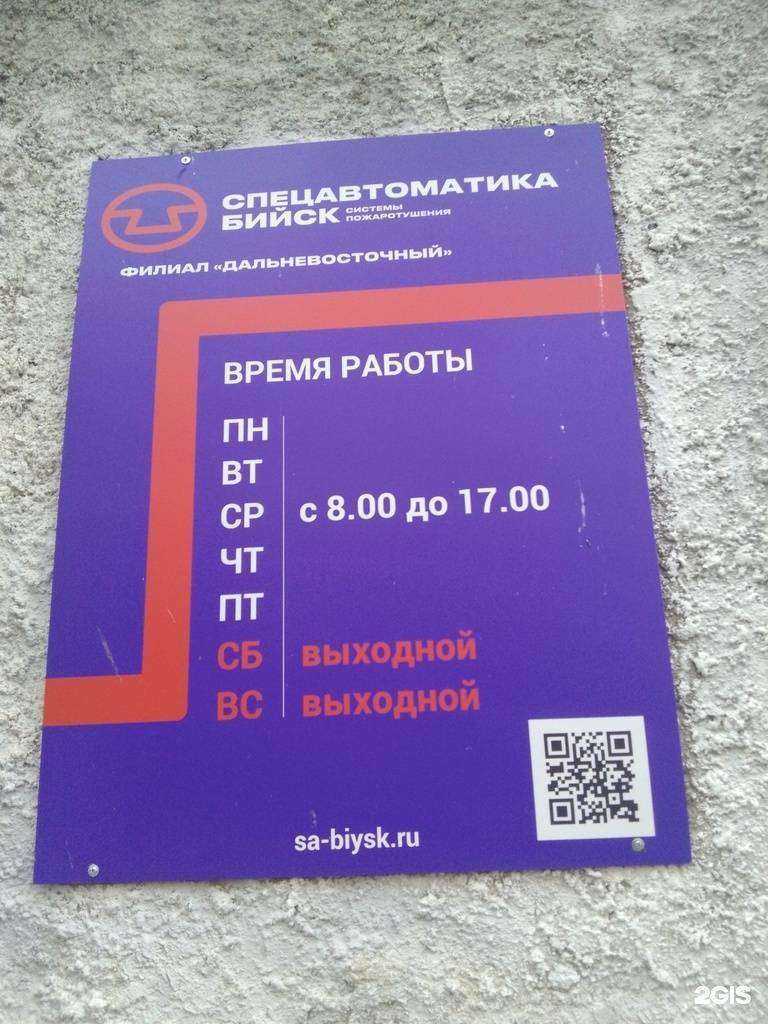 СПЕЦАВТОМАТИКА
БИЙСК СИСТЕМЫ ПОЖАРОТУШЕНИЯ
ФИЛИАЛ «ДАЛЬНЕВОСТОЧНЫЙ»
ВРЕМЯ РАБОТЫ
ПН
ВТ
СР с 8.00 до 17.00
ЧТ
ПТ
СБ выходной
ВС выходной
sa-biysk.ru
2GIS